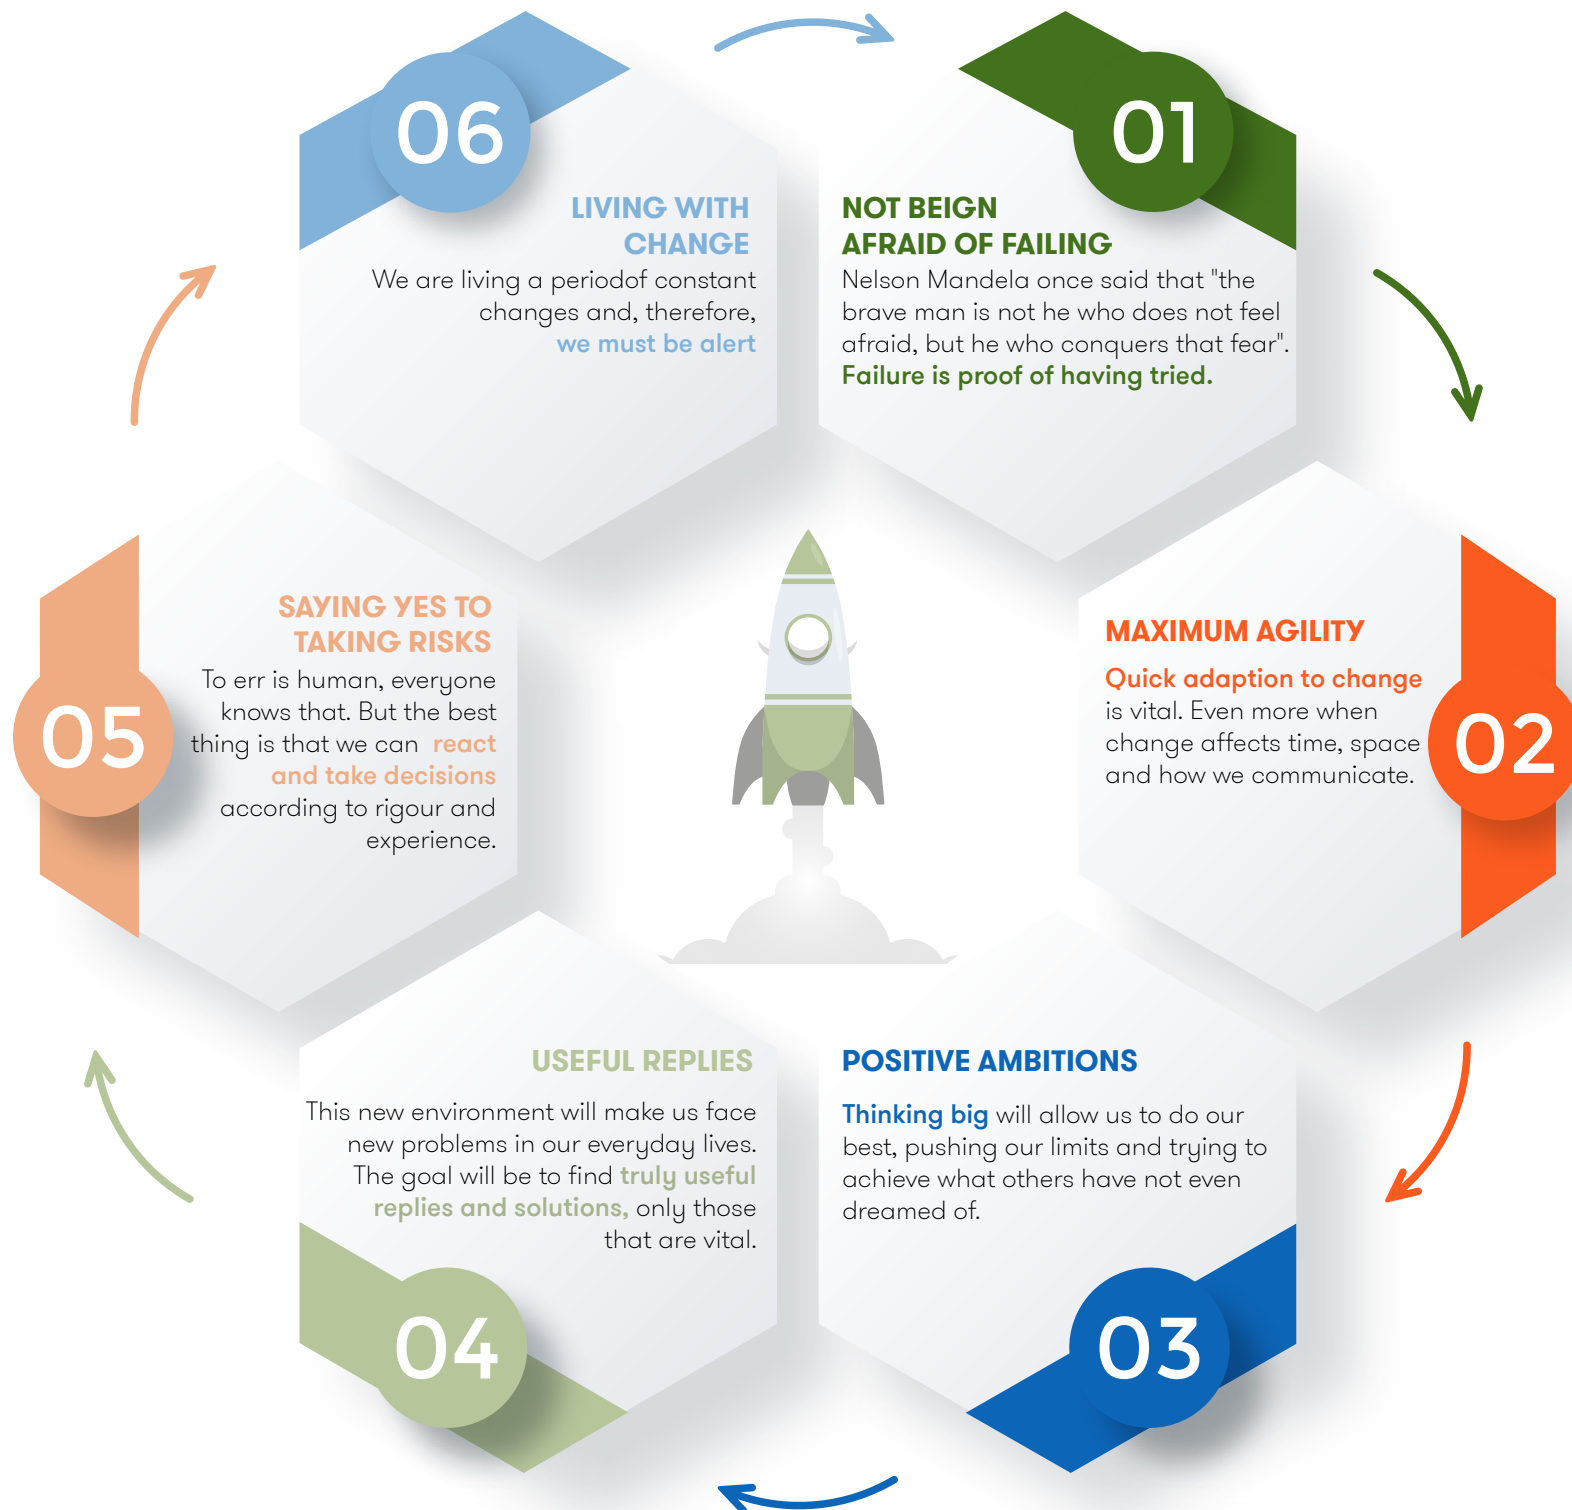 01
NOT BEIGN
AFRAID OF FAILING
Nelson Mandela once said that "the
brave man is not he who does not feel
afraid, but he who conquers that fear".
Failure is proof of having tried.
02
MAXIMUM AGILITY
Quick adaption to change
is vital. Even more when
change affects time, space
and how we communicate.
03
POSITIVE AMBITIONS
Thinking big will allow us to do our
best, pushing our limits and trying to
achieve what others have not even
dreamed of.
04
USEFUL REPLIES
This new environment will make us face
new problems in our everyday lives.
The goal will be to find truly useful
replies and solutions, only those
that are vital.
05
SAYING YES TO
TAKING RISKS
To err is human, everyone
knows that. But the best
thing is that we can react
and take decisions
according to rigour and
experience.
06
LIVING WITH
CHANGE
We are living a periodof constant
changes and, therefore,
we must be alert